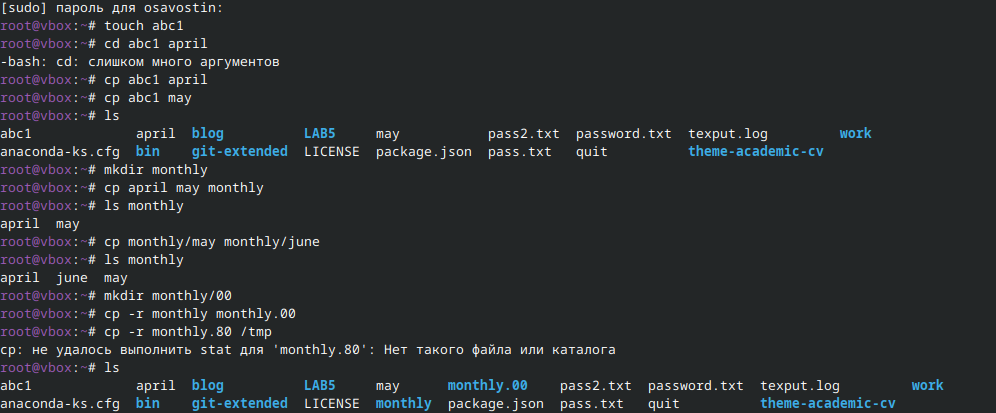 [sudo] пароль для osavostin:
root@vbox:~# touch abc1
root@vbox:~# cd abc1 april
-bash: cd: слишком много аргументов
root@vbox:~# cp abc1 april
root@vbox:~# cp abc1 may
root@vbox:~# ls
abc1             april  blog          LAB5     may           pass2.txt  password.txt  texput.log         work
anaconda-ks.cfg  bin    git-extended  LICENSE  package.json  pass.txt   quit          theme-academic-cv
root@vbox:~# mkdir monthly
root@vbox:~# cp april may monthly
root@vbox:~# ls monthly
april  may
root@vbox:~# cp monthly/may monthly/june
root@vbox:~# ls monthly
april  june  may
root@vbox:~# mkdir monthly/00
root@vbox:~# cp -r monthly monthly.00
root@vbox:~# cp -r monthly.80 /tmp
cp: не удалось выполнить stat для 'monthly.80': Нет такого файла или каталога
root@vbox:~# ls
abc1             april  blog          LAB5     may      monthly.00    pass2.txt  password.txt  texput.log         work
anaconda-ks.cfg  bin    git-extended  LICENSE  monthly  package.json  pass.txt   quit          theme-academic-cv